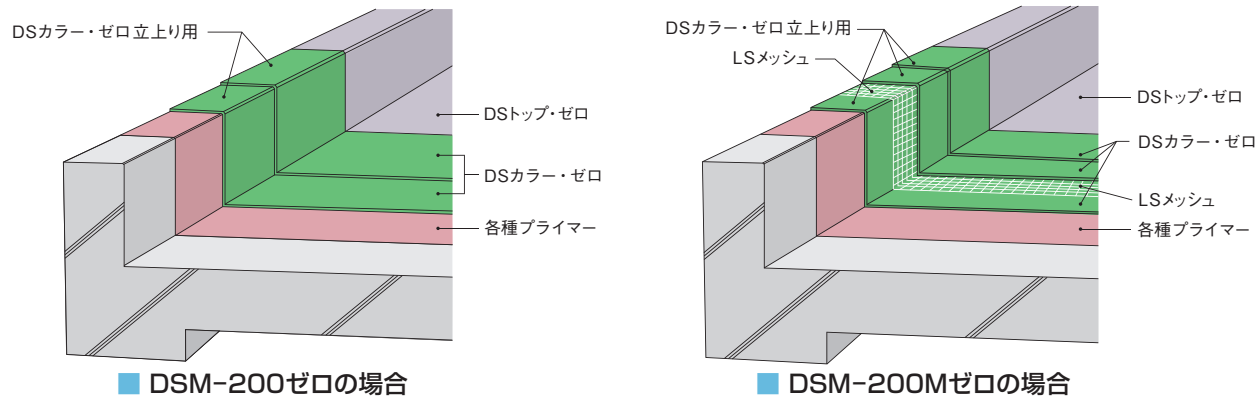 DSカラー・ゼロ立上り用
DSトップ・ゼロ
DSカラー・ゼロ
各種プライマー
■ DSM-200ゼロの場合
DSカラー・ゼロ立上り用
LSメッシュ
DSトップ・ゼロ
DSカラー・ゼロ
LSメッシュ
各種プライマー
■ DSM-200Mゼロの場合